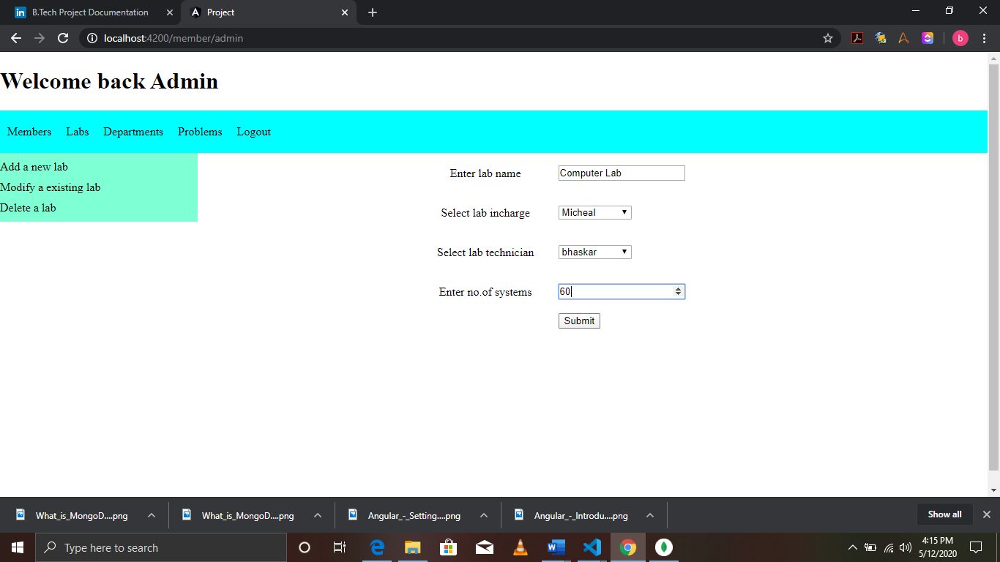 B.Tech Project Documentation
Project
localhost:4200/member/admin
b
Welcome back Admin
Members Labs Departments Problems Logout
Add a new lab
Modify a existing lab
Delete a lab
Enter lab name Computer Lab
Select lab incharge Micheal
Select lab technician bhaskar
Enter no.of systems 60
Submit
What_is_MongoD....png
What_is_MongoD....png
Angular_-_Setting....png
Angular_-_Introdu....png
Show all
Type here to search
4:15 PM
5/12/2020